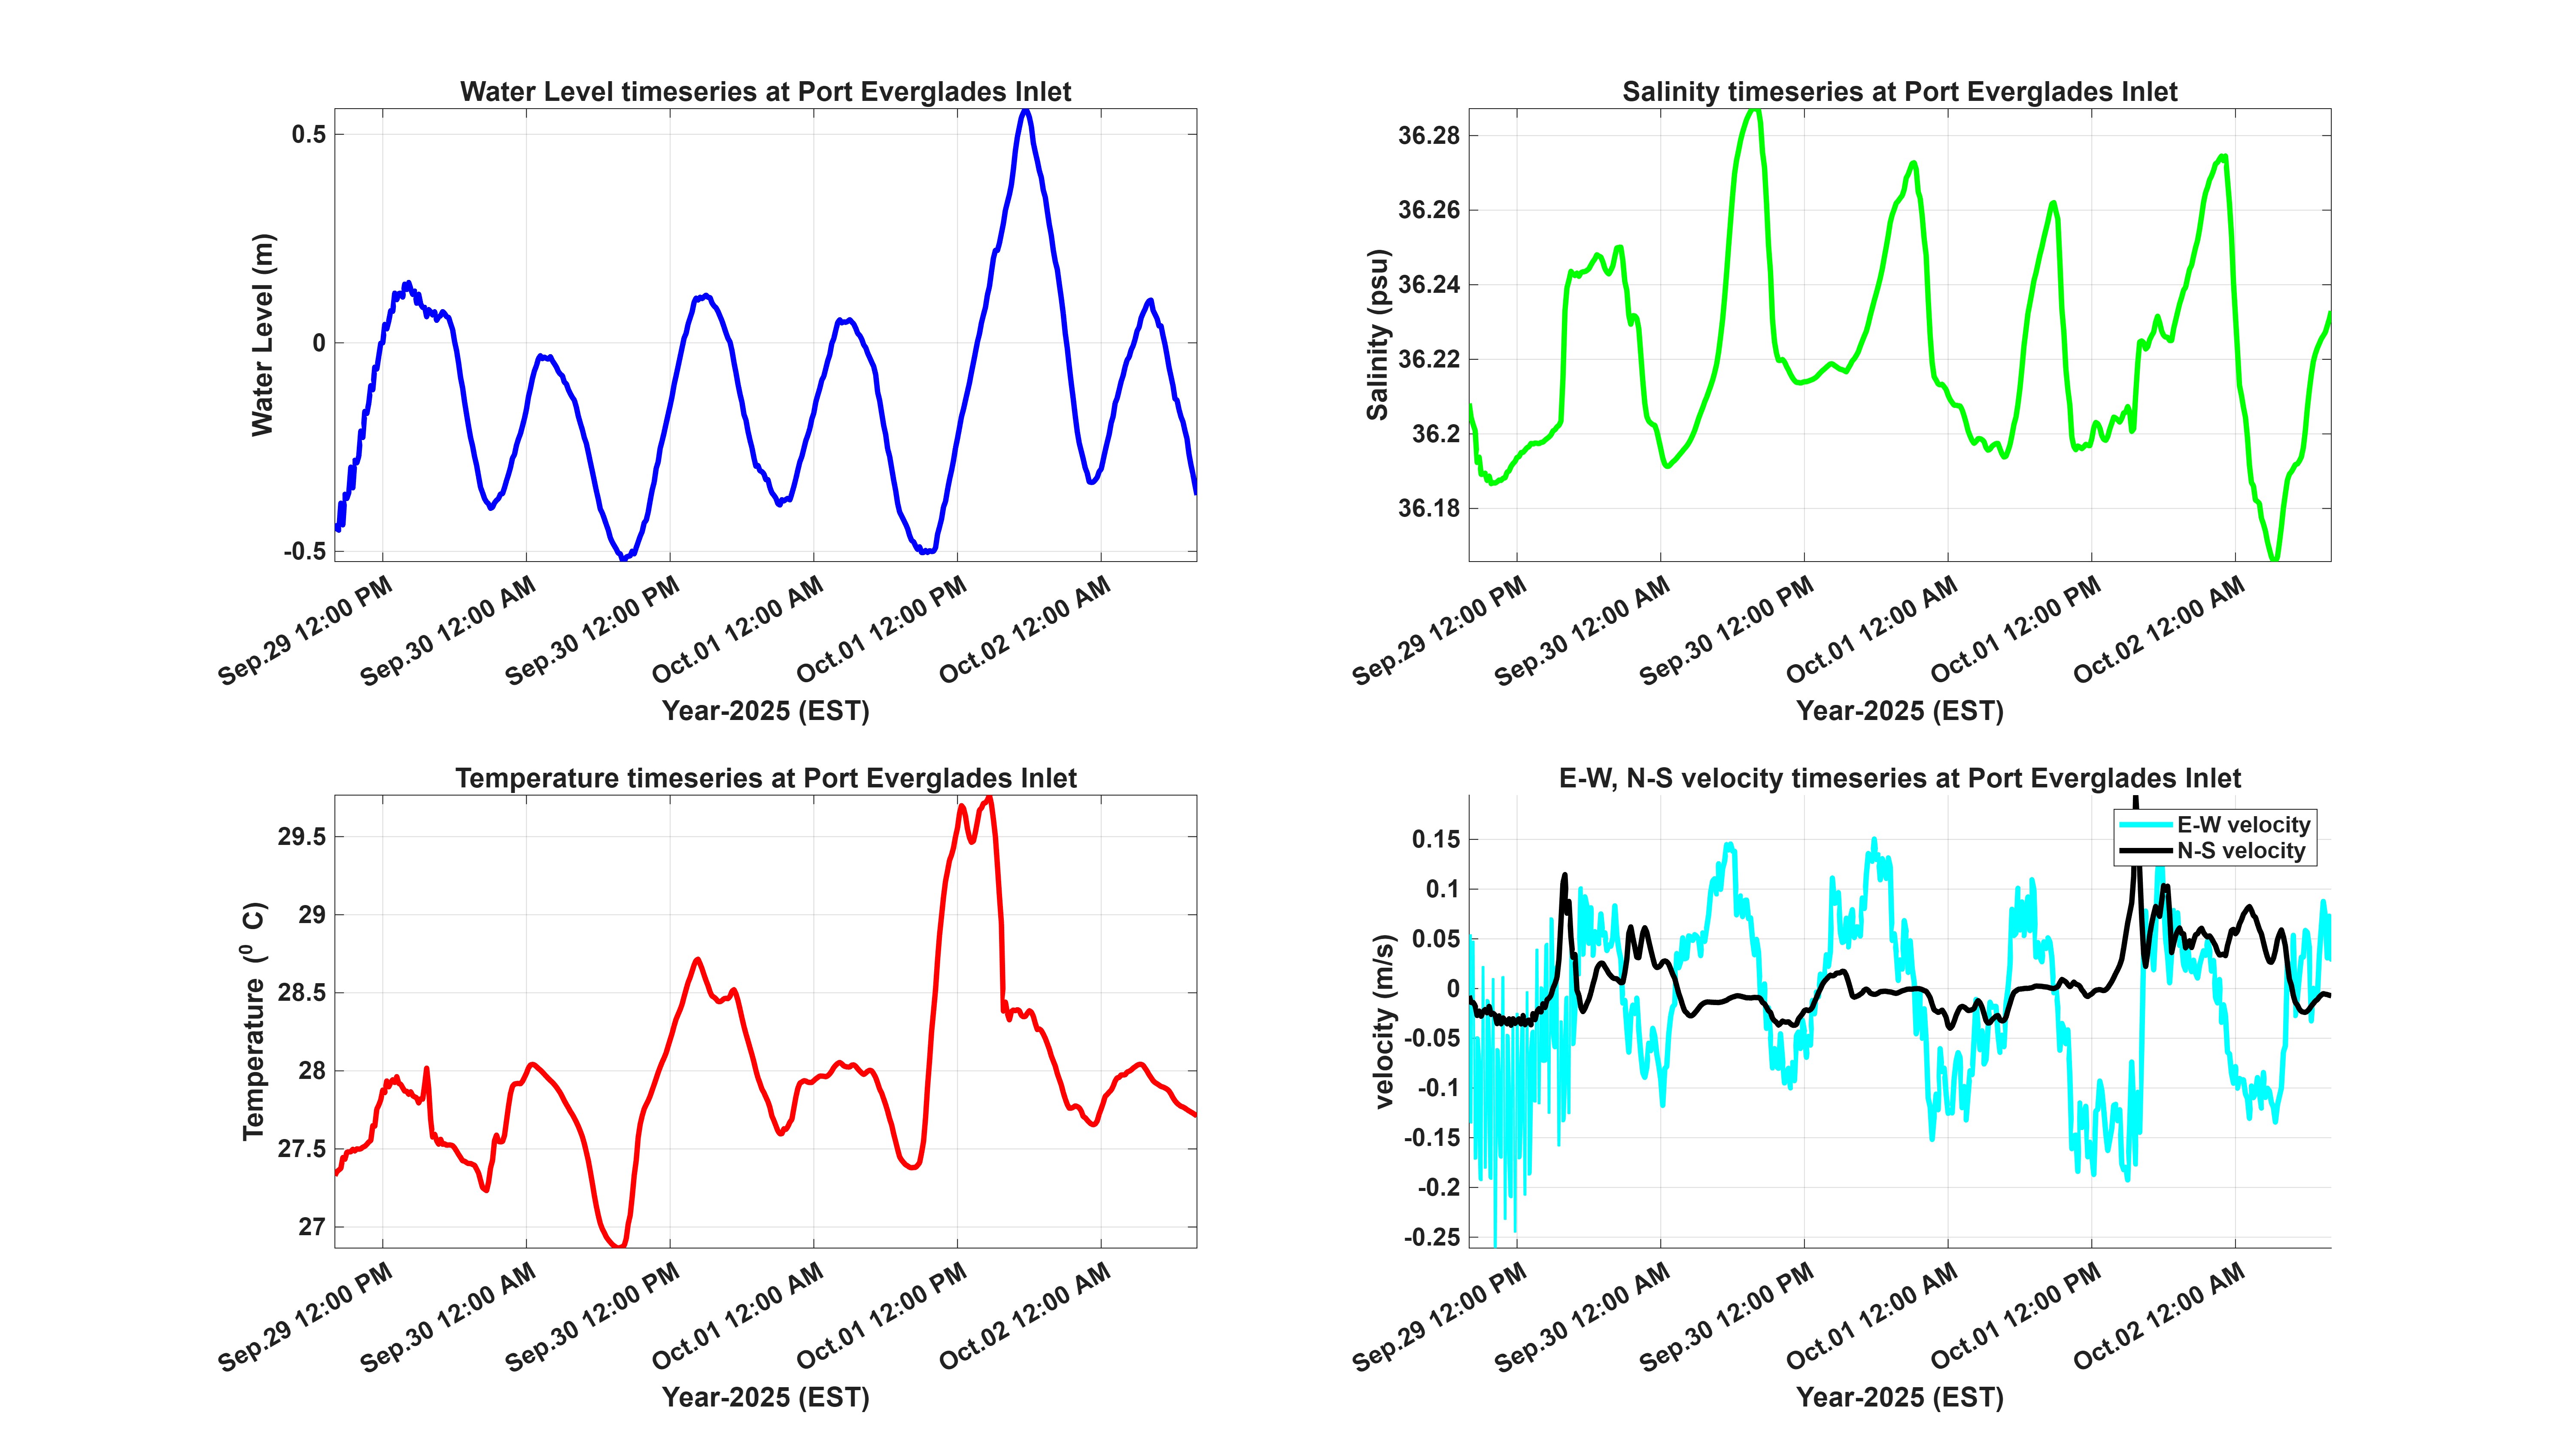 Water Level timeseries at Port Everglades Inlet
Water Level (m)
0.5
0
-0.5
Sep.29 12:00 PM
Sep.30 12:00 AM
Sep.30 12:00 PM
Oct.01 12:00 AM
Oct.01 12:00 PM
Oct.02 12:00 AM
Year-2025 (EST)
Salinity timeseries at Port Everglades Inlet
Salinity (psu)
36.28
36.26
36.24
36.22
36.2
36.18
Sep.29 12:00 PM
Sep.30 12:00 AM
Sep.30 12:00 PM
Oct.01 12:00 AM
Oct.01 12:00 PM
Oct.02 12:00 AM
Year-2025 (EST)
Temperature timeseries at Port Everglades Inlet
Temperature (⁰ C)
29.5
29
28.5
28
27.5
27
Sep.29 12:00 PM
Sep.30 12:00 AM
Sep.30 12:00 PM
Oct.01 12:00 AM
Oct.01 12:00 PM
Oct.02 12:00 AM
Year-2025 (EST)
E-W, N-S velocity timeseries at Port Everglades Inlet
velocity (m/s)
E-W velocity
N-S velocity
0.15
0.1
0.05
0
-0.05
-0.1
-0.15
-0.2
-0.25
Sep.29 12:00 PM
Sep.30 12:00 AM
Sep.30 12:00 PM
Oct.01 12:00 AM
Oct.01 12:00 PM
Oct.02 12:00 AM
Year-2025 (EST)